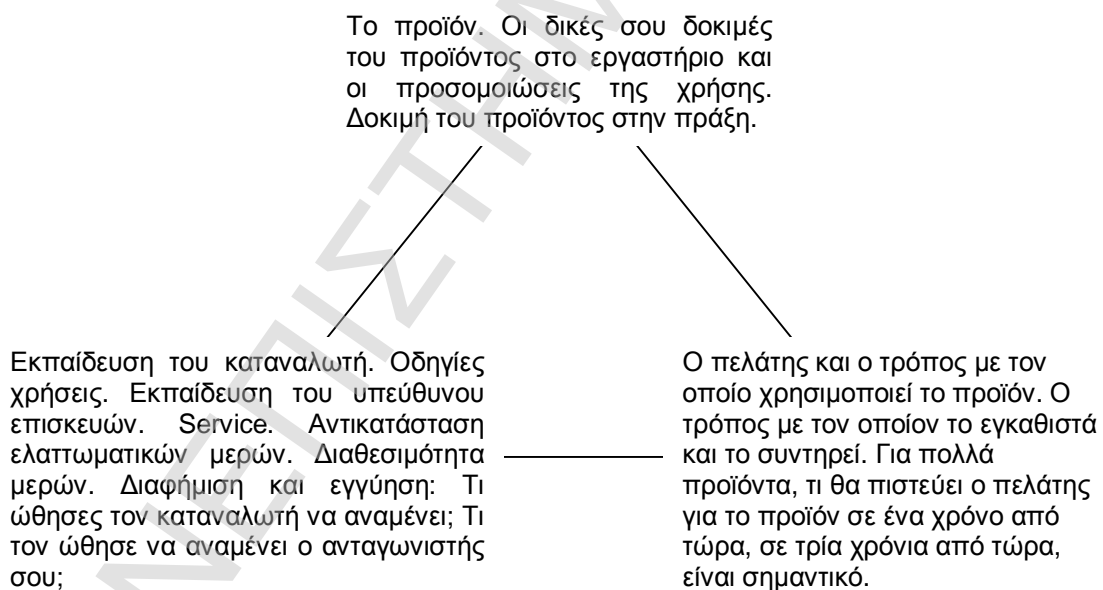 Το προϊόν. Οι δικές σου δοκιμές
του προϊόντος στο εργαστήριο και
οι προσομοιώσεις της χρήσης.
Δοκιμή του προϊόντος στην πράξη.
Εκπαίδευση του καταναλωτή. Οδηγίες
χρήσεις. Εκπαίδευση του υπεύθυνου
επισκευών. Service. Αντικατάσταση
ελαττωματικών μερών. Διαθεσιμότητα
μερών. Διαφήμιση και εγγύηση: Τι
ώθησες τον καταναλωτή να αναμένει; Τι
τον ώθησε να αναμένει ο ανταγωνιστής
σου;
Ο πελάτης και ο τρόπος με τον
οποίο χρησιμοποιεί το προϊόν. Ο
τρόπος με τον οποίον το εγκαθιστά
και το συντηρεί. Για πολλά
προϊόντα, τι θα πιστεύει ο πελάτης
για το προϊόν σε ένα χρόνο από
τώρα, σε τρία χρόνια από τώρα,
είναι σημαντικό.